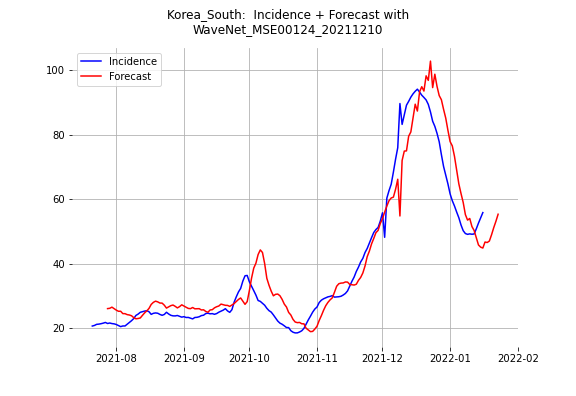 Korea_South:  Incidence + Forecast with
WaveNet_MSE00124_20211210
Incidence
Forecast
100
80
60
40
20
2021-08 2021-09 2021-10 2021-11 2021-12 2022-01 2022-02